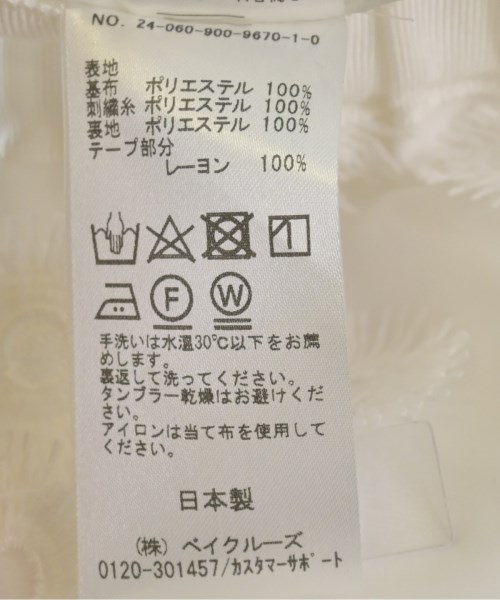 NO. 24-060-900-9670-1-0
表地
基布 ポリエステル 100%
刺繍糸 ポリエステル 100%
裏地 ポリエステル 100%
テープ部分
レーヨン 100%
F W
手洗いは水温30℃以下をお薦
めします。
裏返して洗ってください。
タンブラー乾燥はお避けくだ
さい。
アイロンは当て布を使用して
ください。
日本製
(株) ベイクルーズ
0120-301457/カスタマーサポート